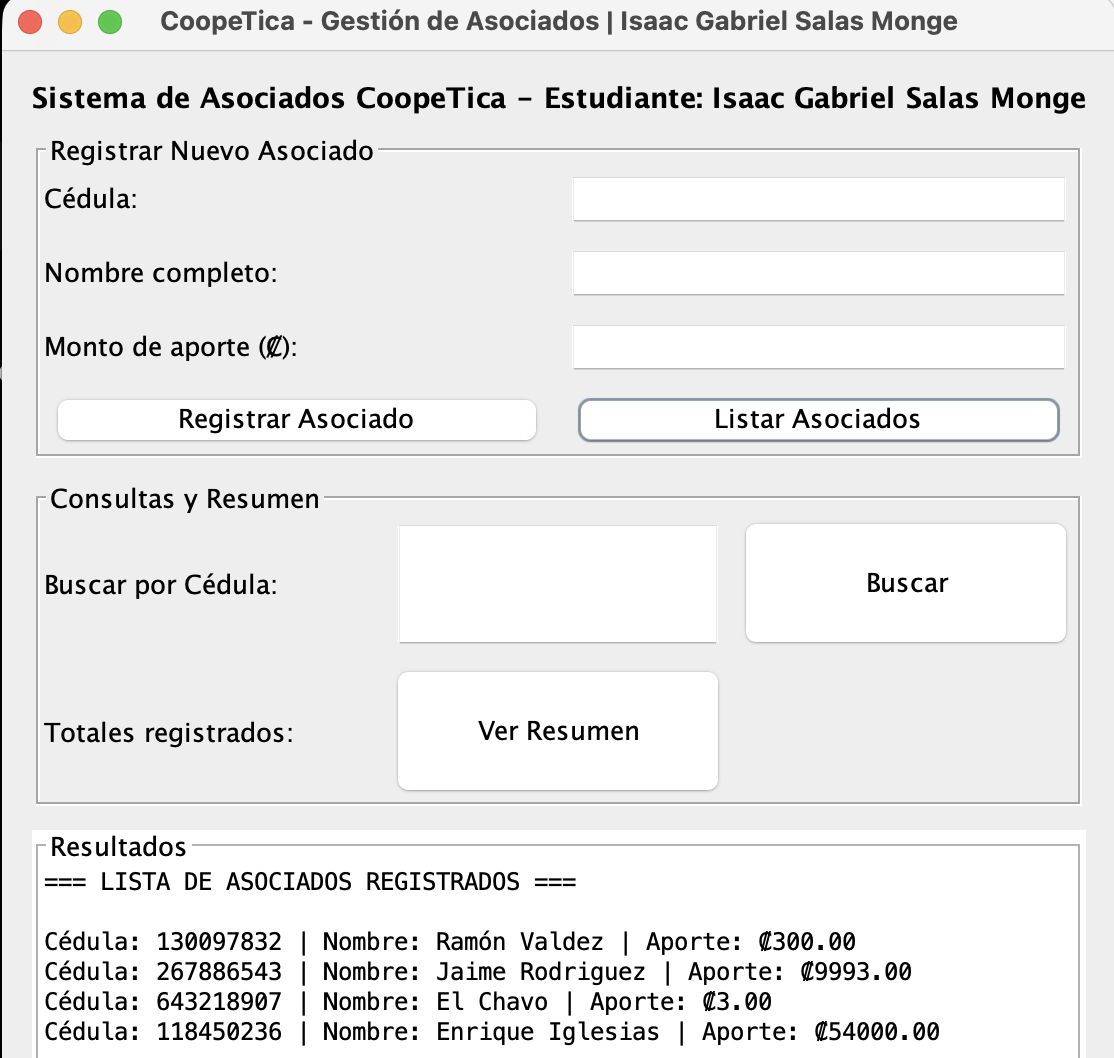 CoopeTica - Gestión de Asociados | Isaac Gabriel Salas Monge
Sistema de Asociados CoopeTica – Estudiante: Isaac Gabriel Salas Monge
Registrar Nuevo Asociado
Cédula:
Nombre completo:
Monto de aporte (₡):
Registrar Asociado
Listar Asociados
Consultas y Resumen
Buscar por Cédula:
Buscar
Totales registrados:
Ver Resumen
Resultados
=== LISTA DE ASOCIADOS REGISTRADOS ===
Cédula: 130097832 | Nombre: Ramón Valdez | Aporte: ₡300.00
Cédula: 267886543 | Nombre: Jaime Rodriguez | Aporte: ₡9993.00
Cédula: 643218907 | Nombre: El Chavo | Aporte: ₡3.00
Cédula: 118450236 | Nombre: Enrique Iglesias | Aporte: ₡54000.00